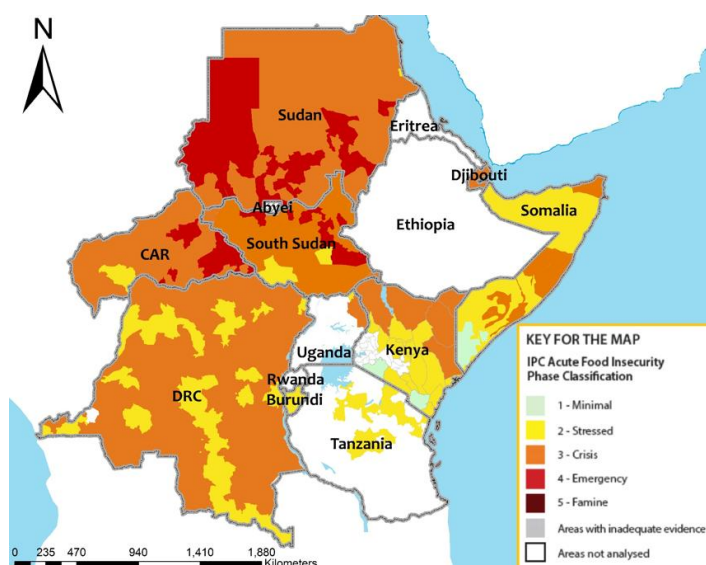 N
Sudan
Eritrea
Djibouti
Abyei
Somalia
Ethiopia
CAR
South Sudan
Uganda
Kenya
Rwanda
DRC
Burundi
Tanzania
KEY FOR THE MAP
IPC Acute Food Insecurity
Phase Classification
1 - Minimal
2 - Stressed
3 - Crisis
4 - Emergency
5 - Famine
Areas with inadequate evidence
Areas not analysed
0 235 470 940 1,410 1,880
Kilometers